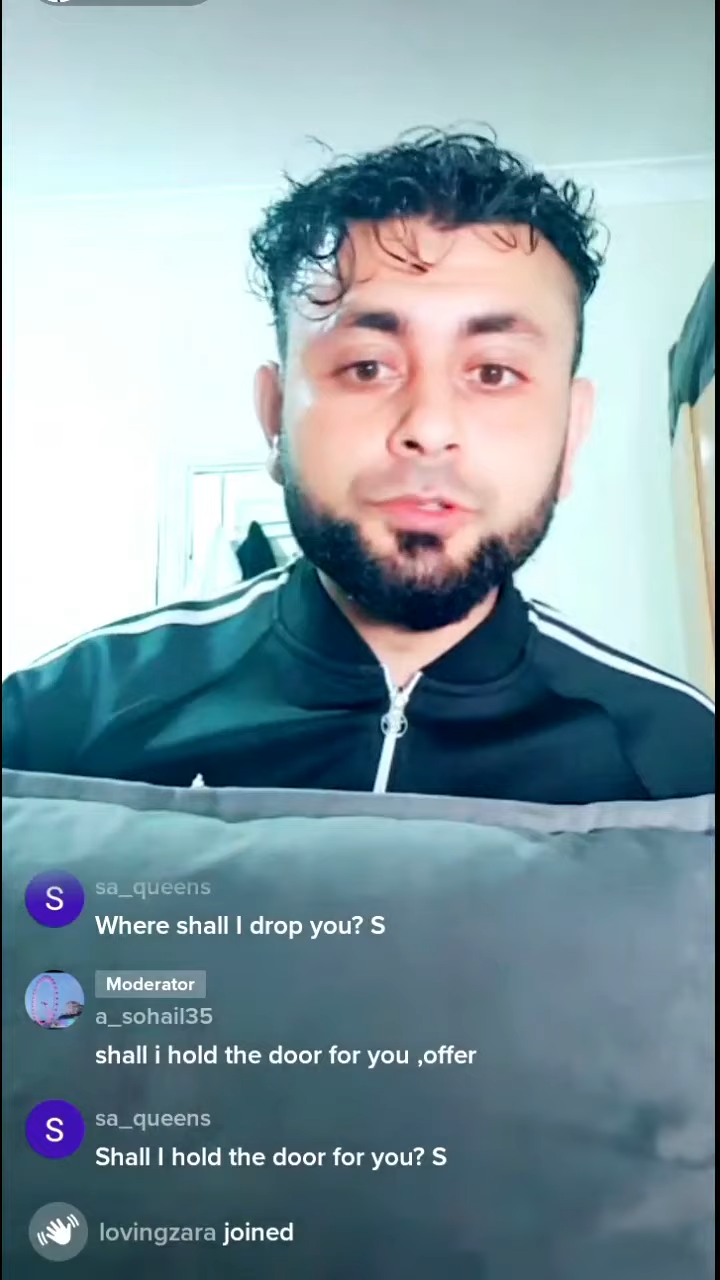 S
sa_queens
Where shall I drop you? S
Moderator
a_sohail35
shall i hold the door for you ,offer
S
sa_queens
Shall I hold the door for you? S
lovingzara joined